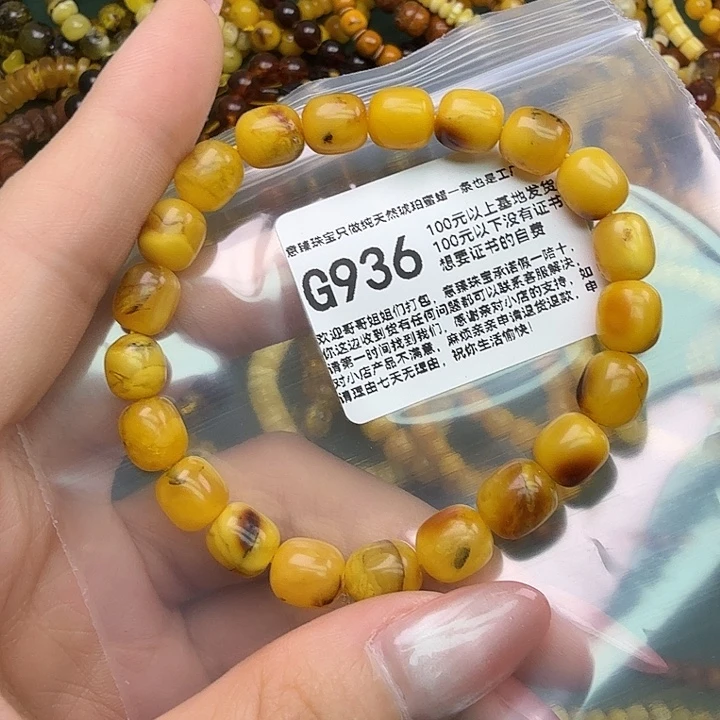 意臻珠宝只做纯天然琥珀蜜蜡一条也是工厂
G936
100元以上基地发货
100元以下没有证书
想要证书的自费
欢迎哥哥姐姐们打包，意臻珠宝承诺假一陪十，
你这边收到货有任何问题都可以联系客服解决，如
请第一时间找到我们，感谢亲对小店的支持，
对小店产品不满意，麻烦亲亲申请退货退款，申
请理由七天无理由，祝你生活愉快！